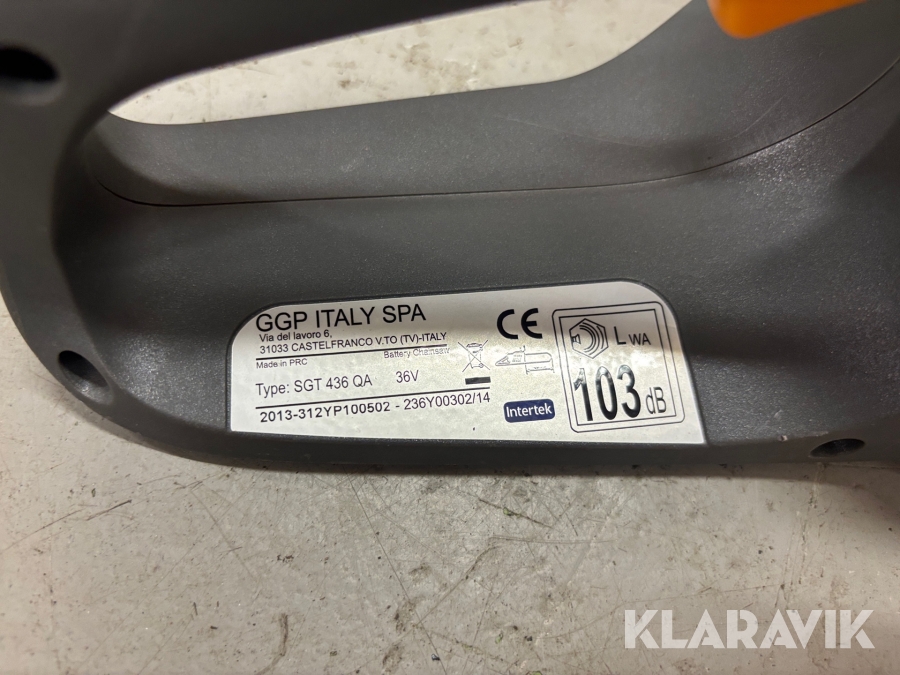 GGP ITALY SPA
Via del lavoro 6,
31033 CASTELFRANCO V.TO (TV)-ITALY
Made in PRC Battery Chainsaw
Type: SGT 436 QA 36V
2013-312YP100502 - 236Y00302/14
CE
Intertek
LWA
103 dB
KLARAVIK